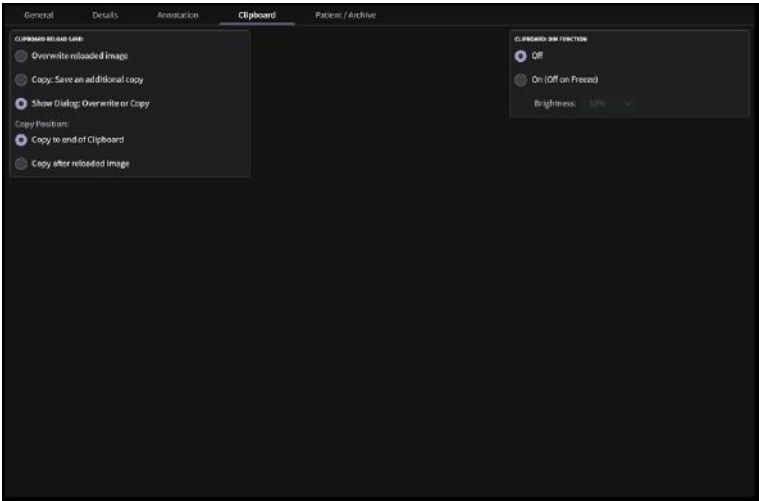 General Details Annotation Clipboard Patient / Archive
CLIPBOARD RELOAD SAVE:
Overwrite reloaded image
Copy: Save an additional copy
Show Dialog: Overwrite or Copy
Copy Position:
Copy to end of Clipboard
Copy after reloaded image
CLIPBOARD: DIM FUNCTION
Off
On (Off on Freeze)
Brightness: 50%